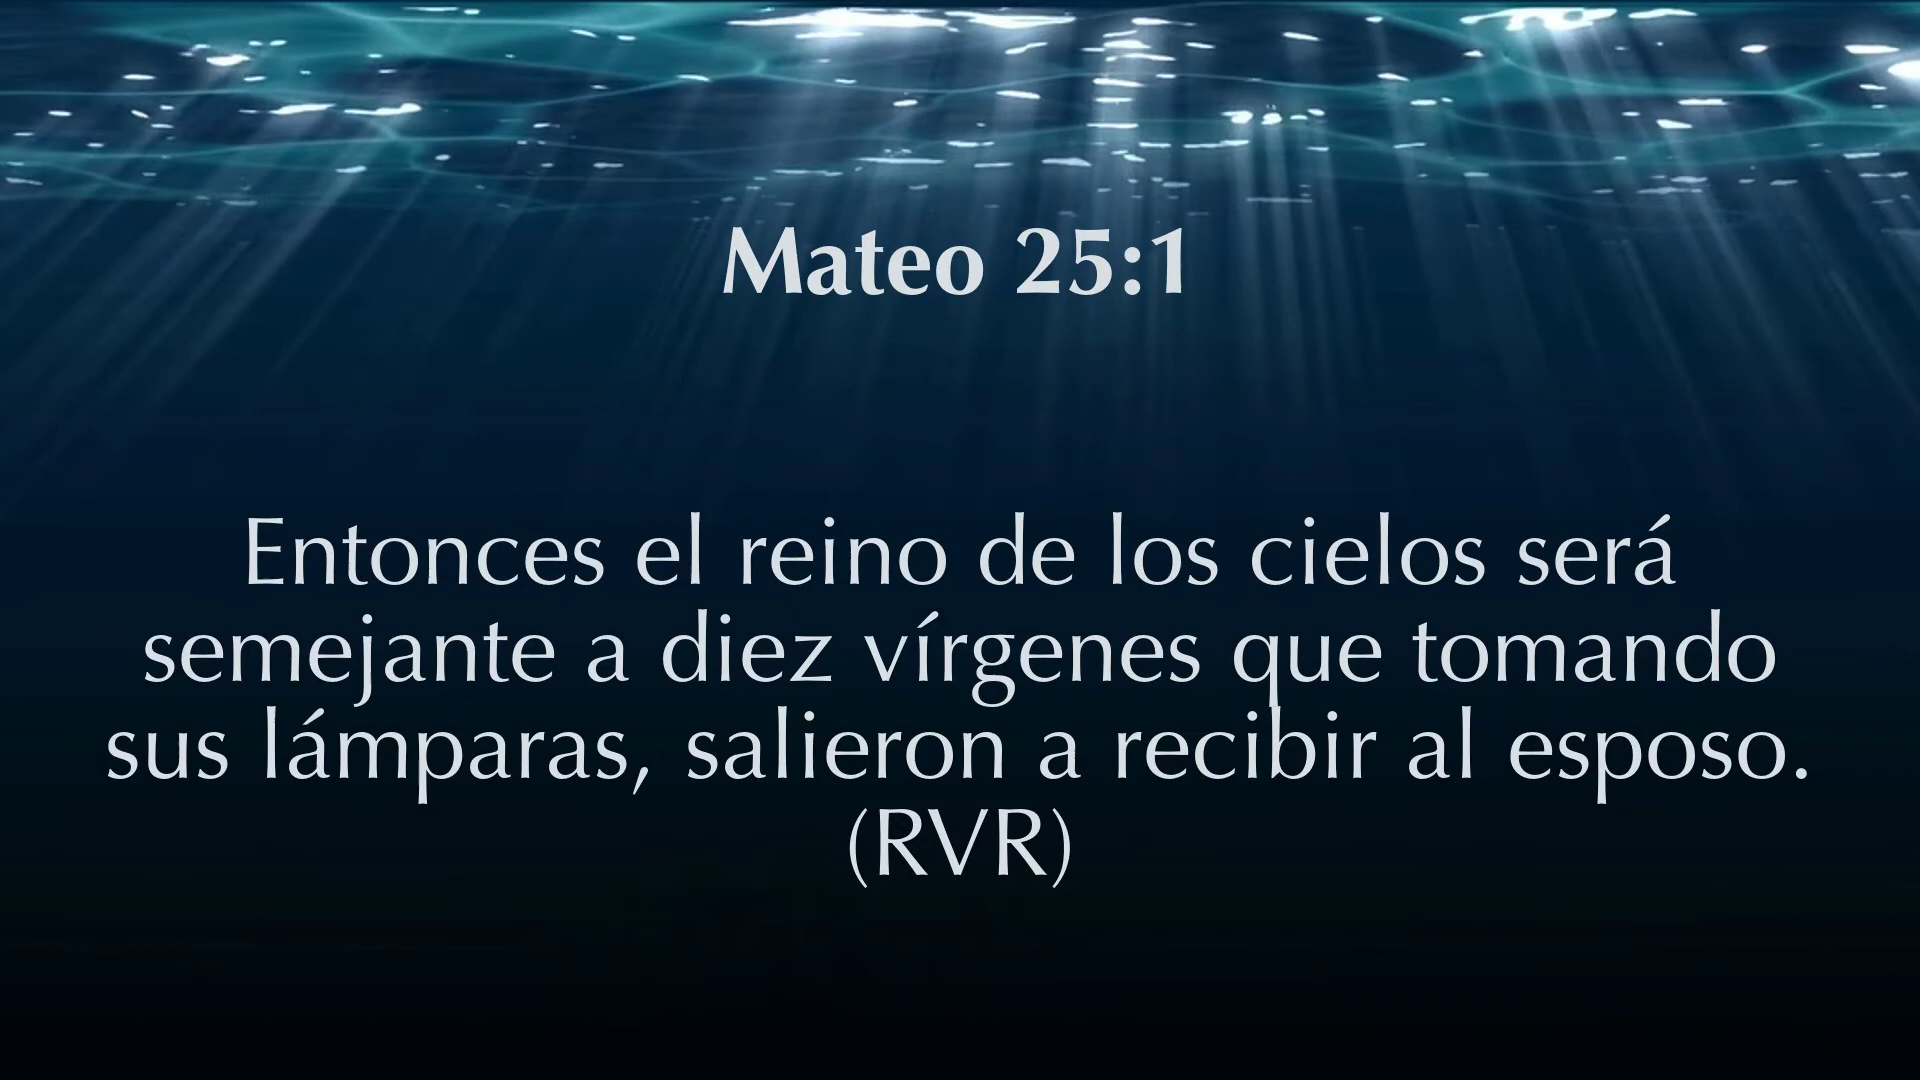 Mateo 25:1
Entonces el reino de los cielos será
semejante a diez vírgenes que tomando
sus lámparas, salieron a recibir al esposo.
(RVR)